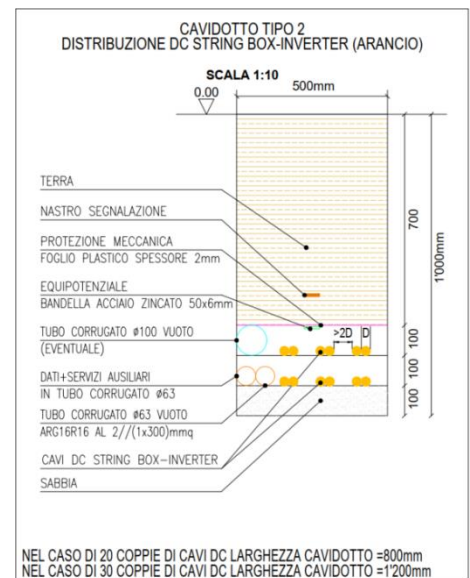 CAVIDOTTO TIPO 2
DISTRIBUZIONE DC STRING BOX-INVERTER (ARANCIO)
SCALA 1:10
0.00
500mm
TERRA
NASTRO SEGNALAZIONE
PROTEZIONE MECCANICA
FOGLIO PLASTICO SPESSORE 2mm
EQUIPOTENZIALE
BANDELLA ACCIAIO ZINCATO 50x6mm
TUBO CORRUGATO ø100 VUOTO
(EVENTUALE)
DATI+SERVIZI AUSILIARI
IN TUBO CORRUGATO ø63
TUBO CORRUGATO ø63 VUOTO
ARG16R16 AL 2//(1x300)mmq
CAVI DC STRING BOX-INVERTER
SABBIA
>2D
D
700
100
100
100
1'000mm
NEL CASO DI 20 COPPIE DI CAVI DC LARGHEZZA CAVIDOTTO =800mm
NEL CASO DI 30 COPPIE DI CAVI DC LARGHEZZA CAVIDOTTO =1'200mm